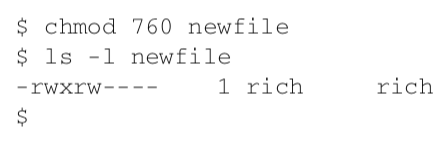 $ chmod 760 newfile
$ ls -l newfile
-rwxrw---- 1 rich rich
$